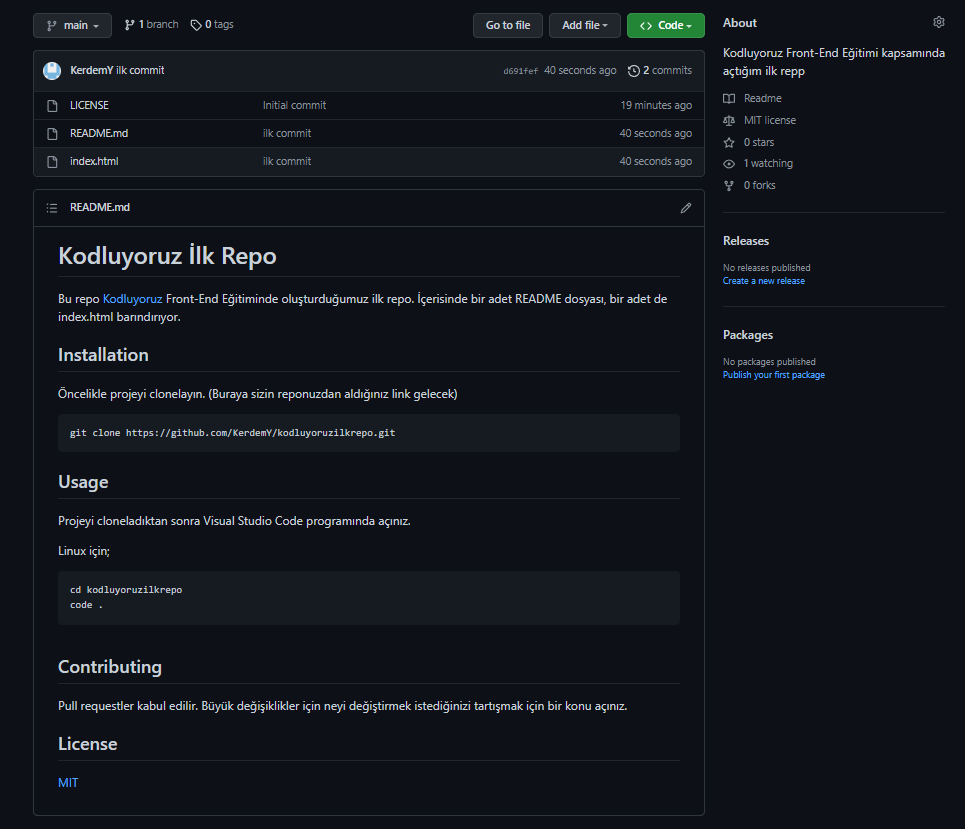 main
1 branch
0 tags
Go to file
Add file
Code
KerdemY ilk commit
d691fef 40 seconds ago
2 commits
LICENSE Initial commit 19 minutes ago
README.md ilk commit 40 seconds ago
index.html ilk commit 40 seconds ago
README.md
Kodluyoruz İlk Repo
Bu repo Kodluyoruz Front-End Eğitiminde oluşturduğumuz ilk repo. İçerisinde bir adet README dosyası, bir adet de
index.html barındırıyor.
Installation
Öncelikle projeyi clonelayın. (Buraya sizin reponuzdan aldığınız link gelecek)
git clone https://github.com/KerdemY/kodluyoruzilkrepo.git
Usage
Projeyi cloneladıktan sonra Visual Studio Code programında açınız.
Linux için;
cd kodluyoruzilkrepo
code .
Contributing
Pull requestler kabul edilir. Büyük değişiklikler için neyi değiştirmek istediğinizi tartışmak için bir konu açınız.
License
MIT
About
Kodluyoruz Front-End Eğitimi kapsamında
açtığım ilk repp
Readme
MIT license
0 stars
1 watching
0 forks
Releases
No releases published
Create a new release
Packages
No packages published
Publish your first package